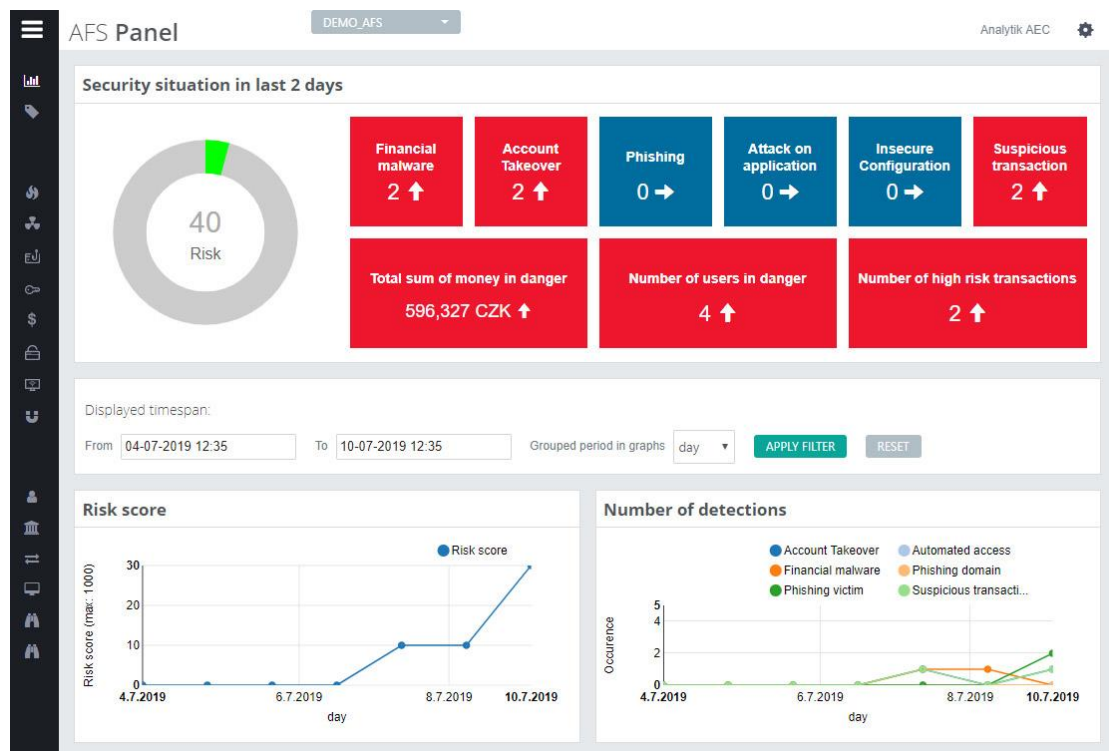 AFS Panel
DEMO_AFS
Analytik AEC
Security situation in last 2 days
40
Risk
Financial
malware
2
Account
Takeover
2
Phishing
0
Attack on
application
0
Insecure
Configuration
0
Suspicious
transaction
2
Total sum of money in danger
596,327 CZK
Number of users in danger
4
Number of high risk transactions
2
Displayed timespan:
From 04-07-2019 12:35 To 10-07-2019 12:35 Grouped period in graphs day APPLY FILTER RESET
Risk score
Risk score
Risk score (max: 1000)
30
20
10
0
4.7.2019 6.7.2019 8.7.2019 10.7.2019
day
Number of detections
Account Takeover Automated access
Financial malware Phishing domain
Phishing victim Suspicious transacti...
Occurence
5
4
2
0
4.7.2019 6.7.2019 8.7.2019 10.7.2019
day